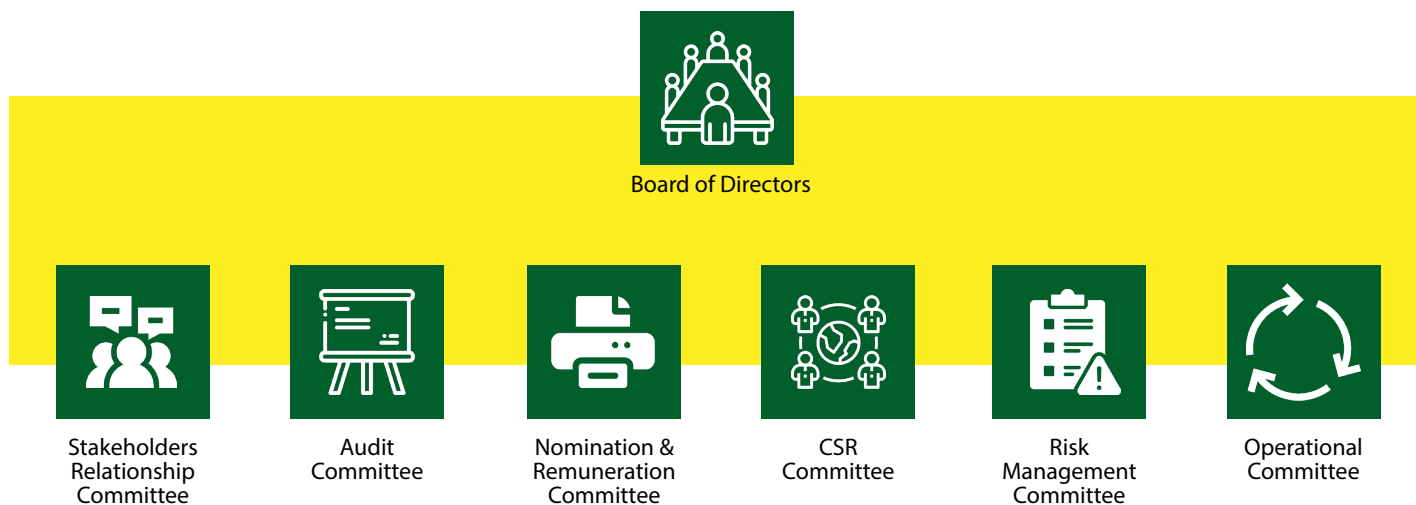 Board of Directors
Stakeholders
Relationship
Committee
Audit
Committee
Nomination &
Remuneration
Committee
CSR
Committee
Risk
Management
Committee
Operational
Committee